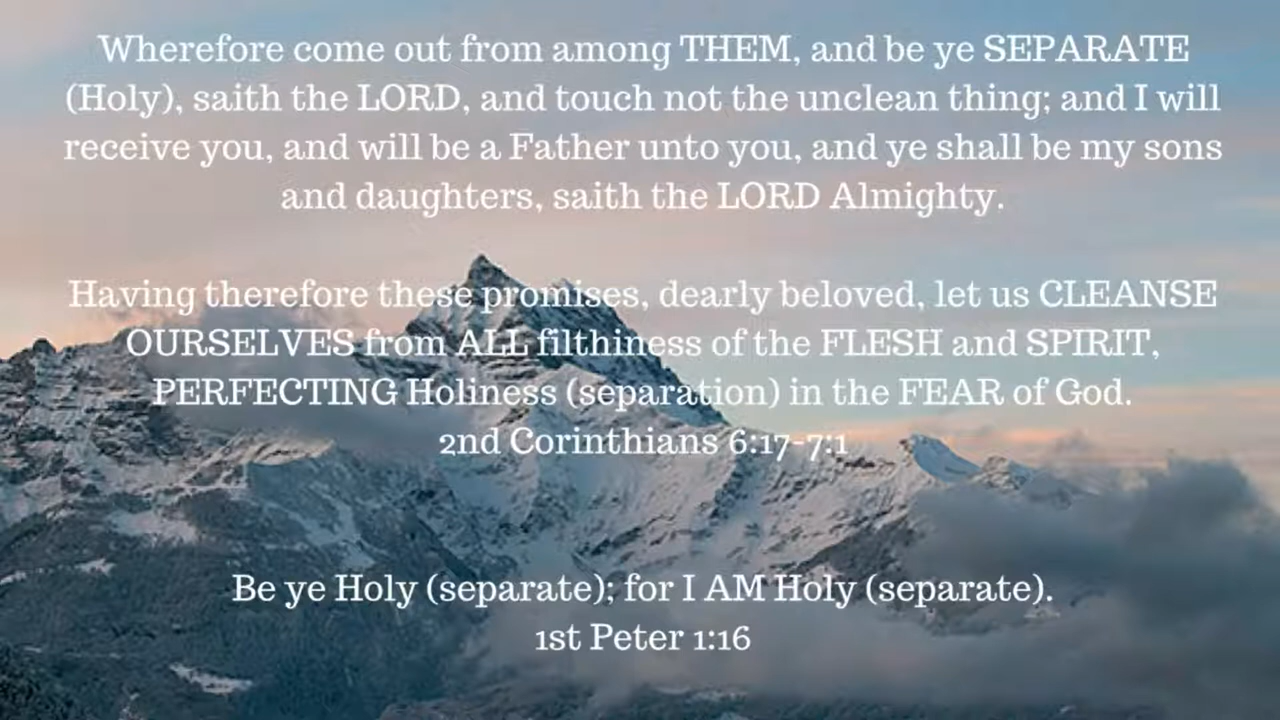 Wherefore come out from among THEM, and be ye SEPARATE
(Holy), saith the LORD, and touch not the unclean thing; and I will
receive you, and will be a Father unto you, and ye shall be my sons
and daughters, saith the LORD Almighty.
Having therefore these promises, dearly beloved, let us CLEANSE
OURSELVES from ALL filthiness of the FLESH and SPIRIT,
PERFECTING Holiness (separation) in the FEAR of God.
2nd Corinthians 6:17-7:1
Be ye Holy (separate); for I AM Holy (separate).
1st Peter 1:16